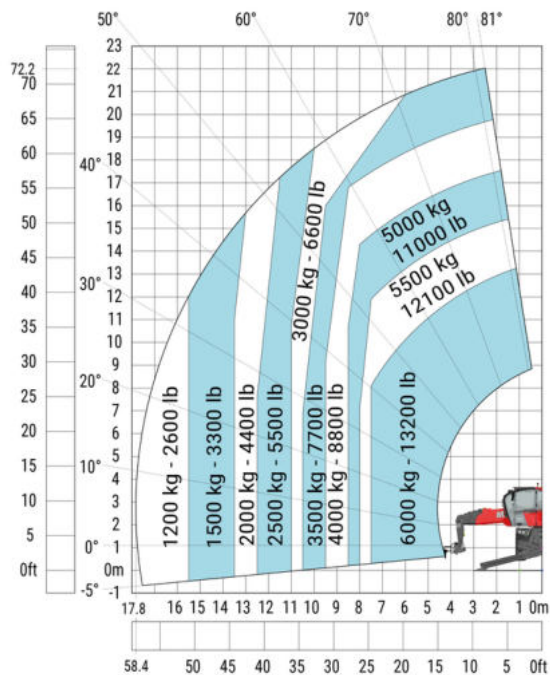 50° 60° 70° 80° 81°
23
72.2 22
70 21
20
65 19
60 18
40° 17
55 16
50 15
14
45 13
40 12
30° 11
35 10
30 9
25 8
20° 7
20 6
5
15 4
10° 3
10 2
5 0° 1
0ft 0m
-5° -1
1200 kg - 2600 lb
1500 kg - 3300 lb
2000 kg - 4400 lb
2500 kg - 5500 lb
3000 kg - 6600 lb
3500 kg - 7700 lb
4000 kg - 8800 lb
5000 kg
11000 lb
5500 kg
12100 lb
6000 kg - 13200 lb
17.8 16 15 14 13 12 11 10 9 8 7 6 5 4 3 2 1 0m
58.4 50 45 40 35 30 25 20 15 10 5 0ft